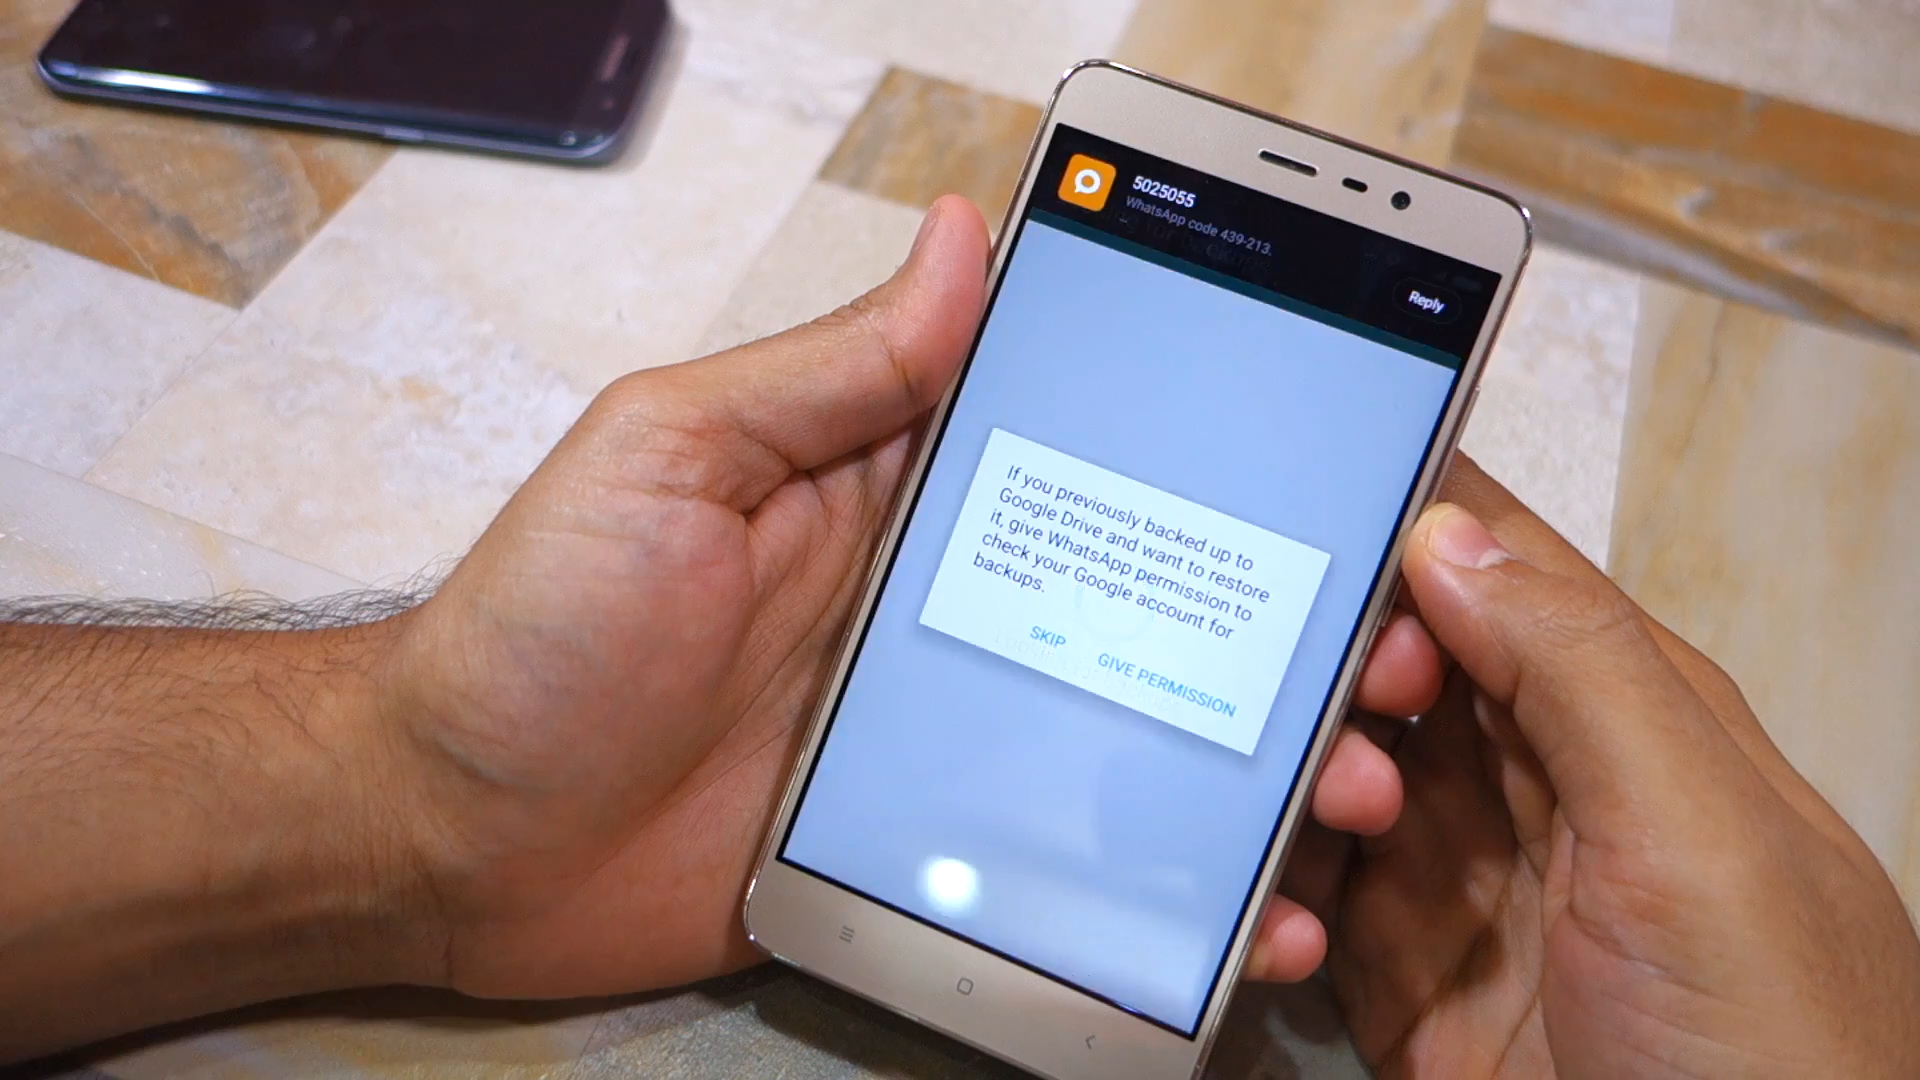 5025055
WhatsApp code 439-213.
Reply
If you previously backed up to
Google Drive and want to restore
it, give WhatsApp permission to
check your Google account for
backups.
SKIP
GIVE PERMISSION